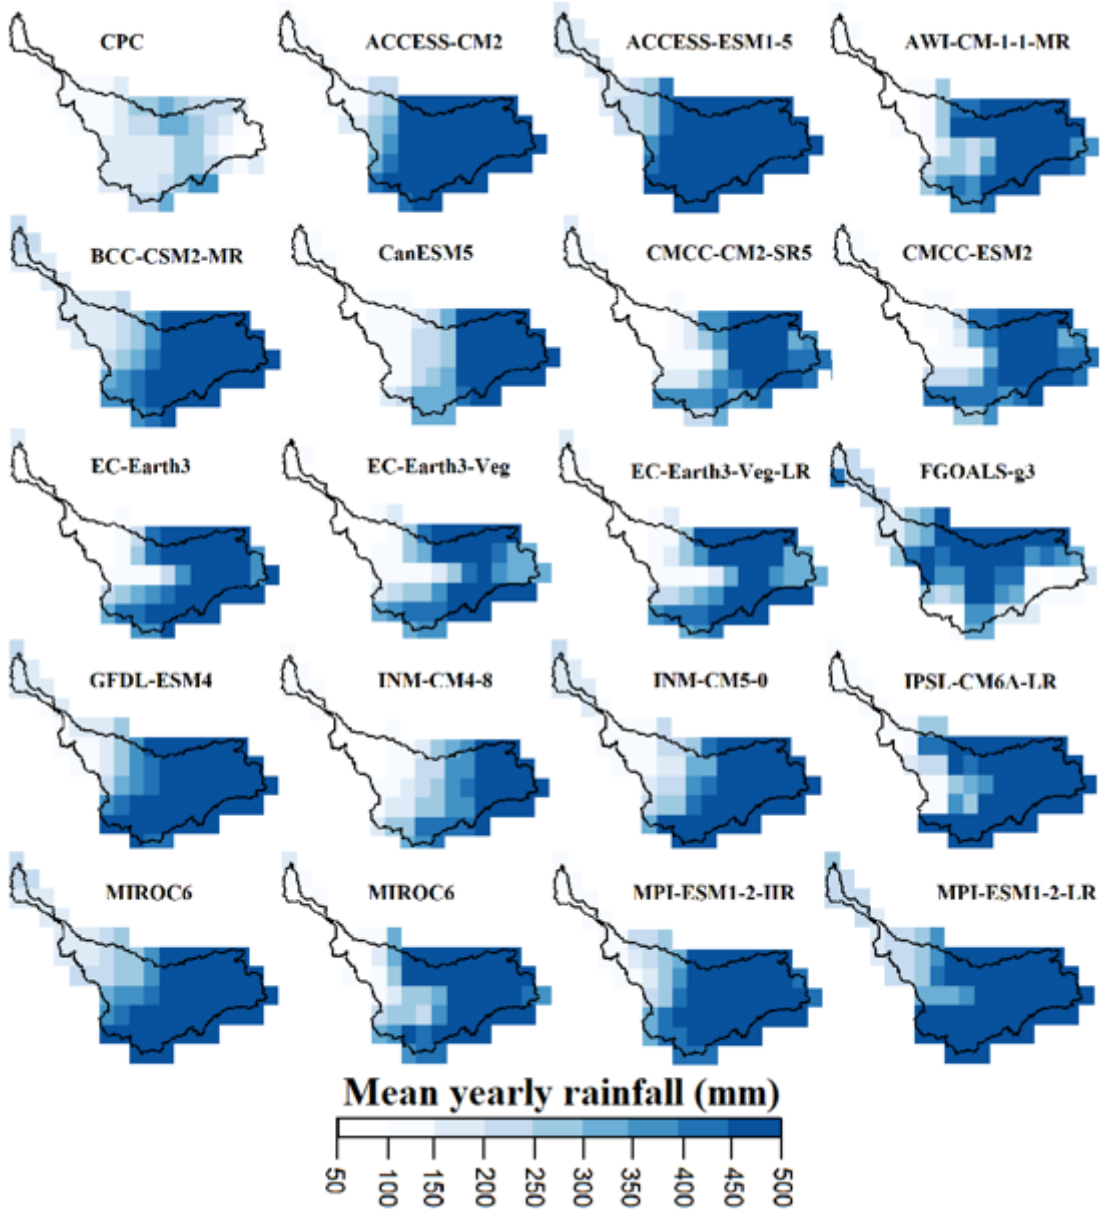 CPC
ACCESS-CM2
ACCESS-ESM1-5
AWI-CM-1-1-MR
BCC-CSM2-MR
CanESM5
CMCC-CM2-SR5
CMCC-ESM2
EC-Earth3
EC-Earth3-Veg
EC-Earth3-Veg-LR
FGOALS-g3
GFDL-ESM4
INM-CM4-8
INM-CM5-0
IPSL-CM6A-LR
MIROC6
MIROC6
MPI-ESM1-2-HR
MPI-ESM1-2-LR
Mean yearly rainfall (mm)
50 100 150 200 250 300 350 400 450 500